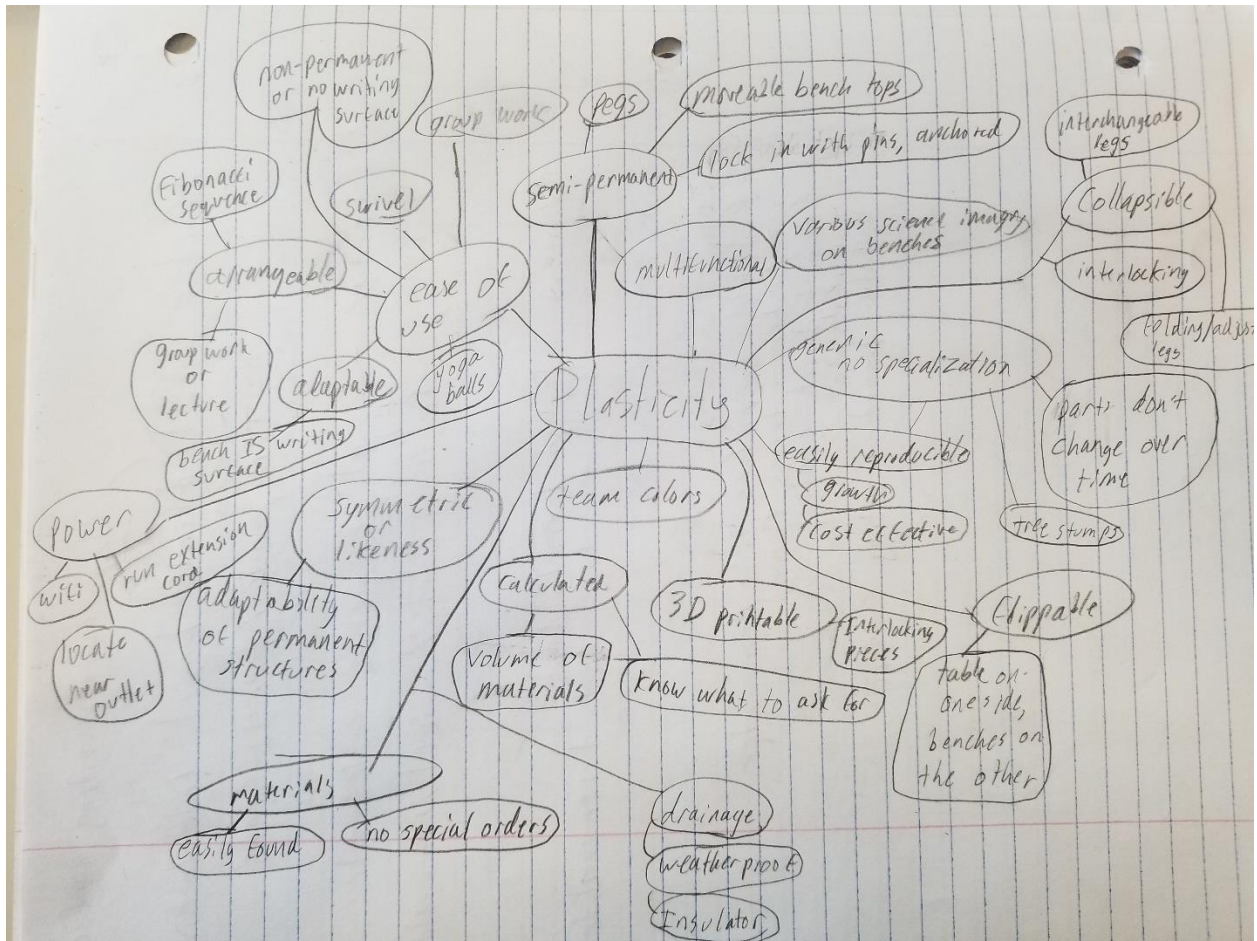 non-permanent
or no writing
surface
group work
pegs
moveable bench tops
interchangeable
legs
lock in with pins, anchored
Fibonacci
sequence
swivel
semi-permanent
Collapsible
various science imagry
on benches
multifunctional
arrangeable
ease of
use
interlocking
folding/adjust
legs
generic
no specialization
group work
or
lecture
adaptable
yoga
balls
Plasticity
parts don't
change over
time
bench IS writing
surface
easily reproducible
growth
cost effective
tree stumps
team colors
symmetric
or
likeness
power
run extension
cord
wifi
locate
near
outlet
adaptability
of permanent
structures
calculated
volume of
materials
know what to ask for
3D printable
Interlocking
pieces
flippable
table on
one side,
benches on
the other
materials
easily found
no special orders
drainage
weatherproof
Insulator